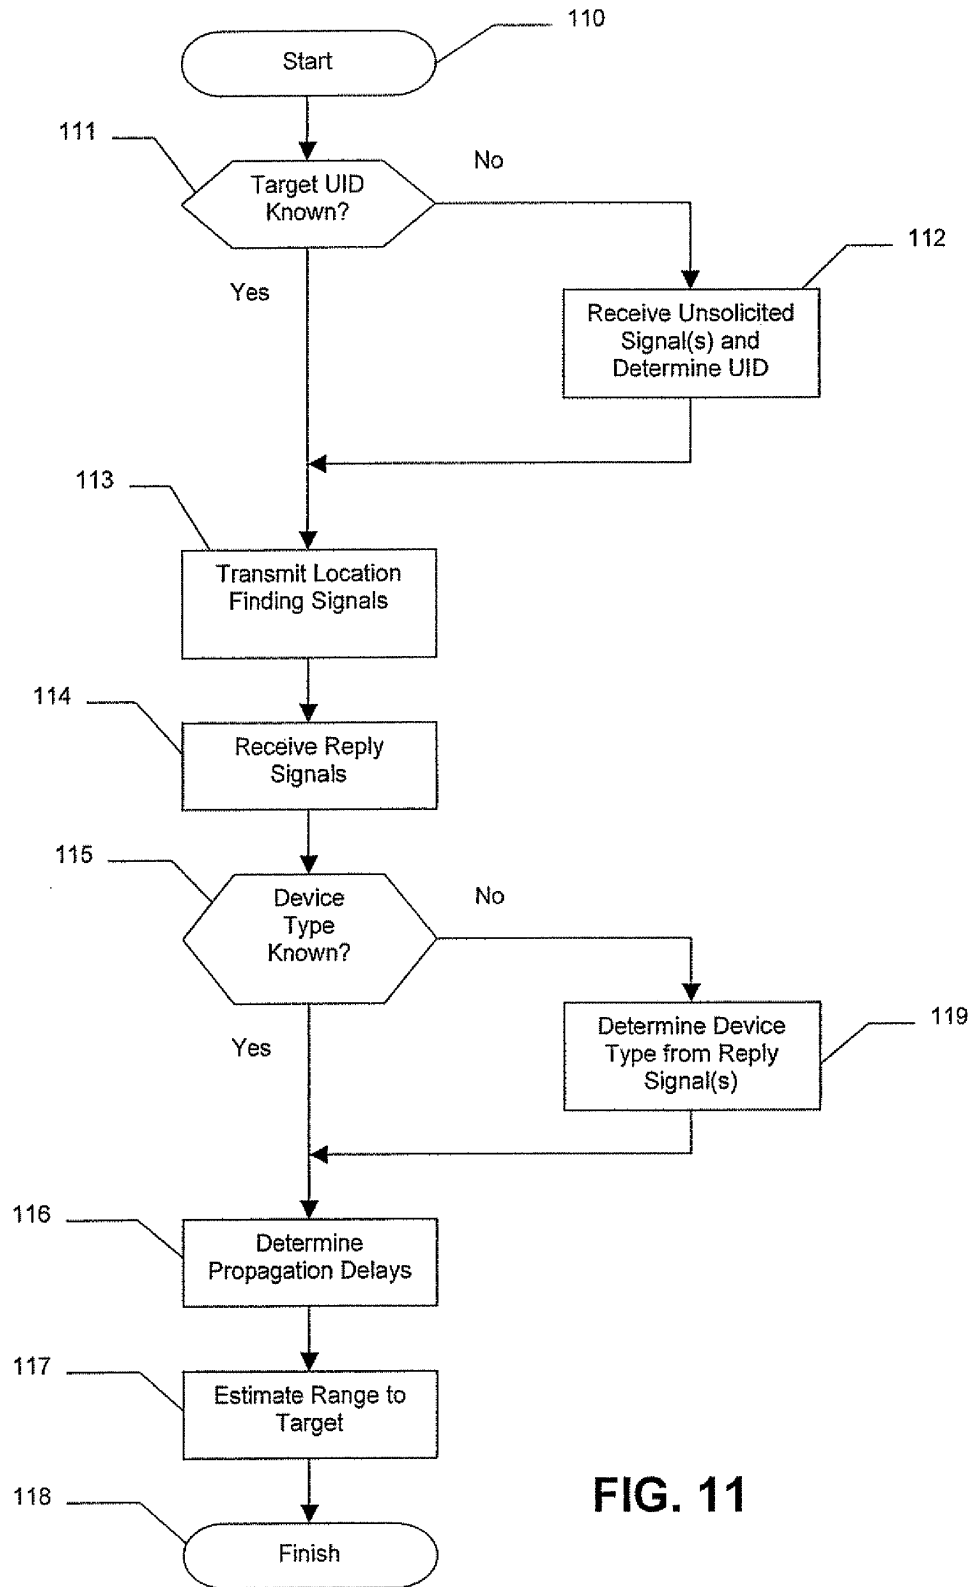 110
Start
111
Target UID
Known?
No
Yes
112
Receive Unsolicited
Signal(s) and
Determine UID
113
Transmit Location
Finding Signals
114
Receive Reply
Signals
115
Device
Type
Known?
No
Yes
119
Determine Device
Type from Reply
Signal(s)
116
Determine
Propagation Delays
117
Estimate Range to
Target
118
Finish
FIG. 11